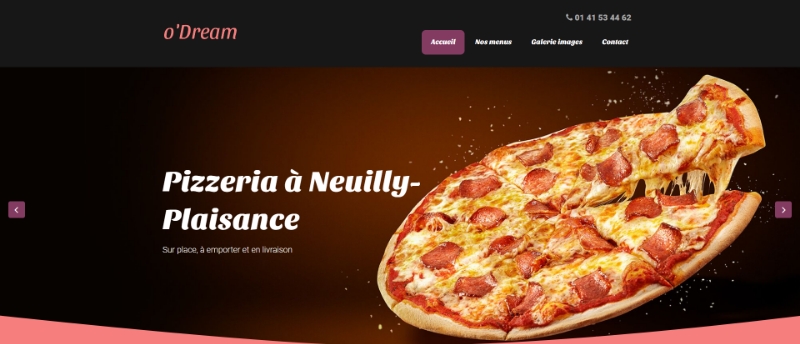 o'Dream
01 41 53 44 62
Accueil Nos menus Galerie images Contact
Pizzeria à Neuilly-
Plaisance
Sur place, à emporter et en livraison